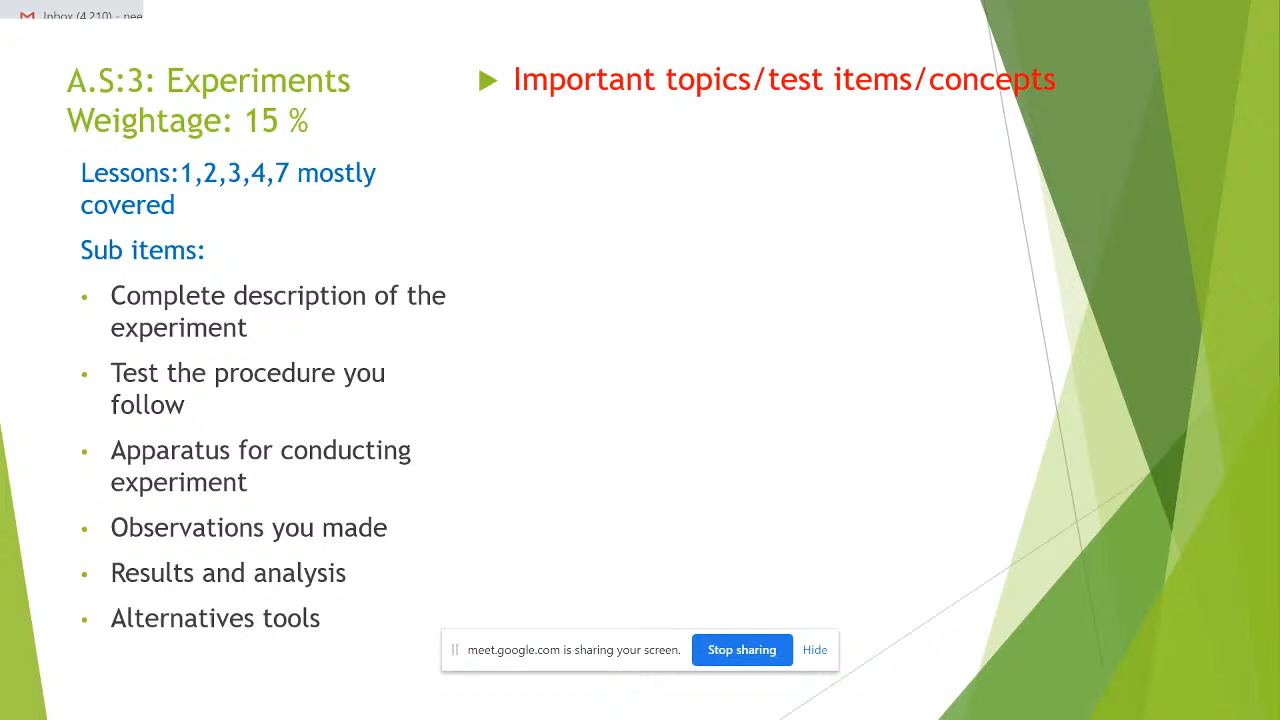 Inbox (4,210) - nee
A.S:3: Experiments
Weightage: 15 %
Lessons:1,2,3,4,7 mostly
covered
Sub items:
• Complete description of the
experiment
• Test the procedure you
follow
• Apparatus for conducting
experiment
• Observations you made
• Results and analysis
• Alternatives tools
Important topics/test items/concepts
meet.google.com is sharing your screen. Stop sharing Hide